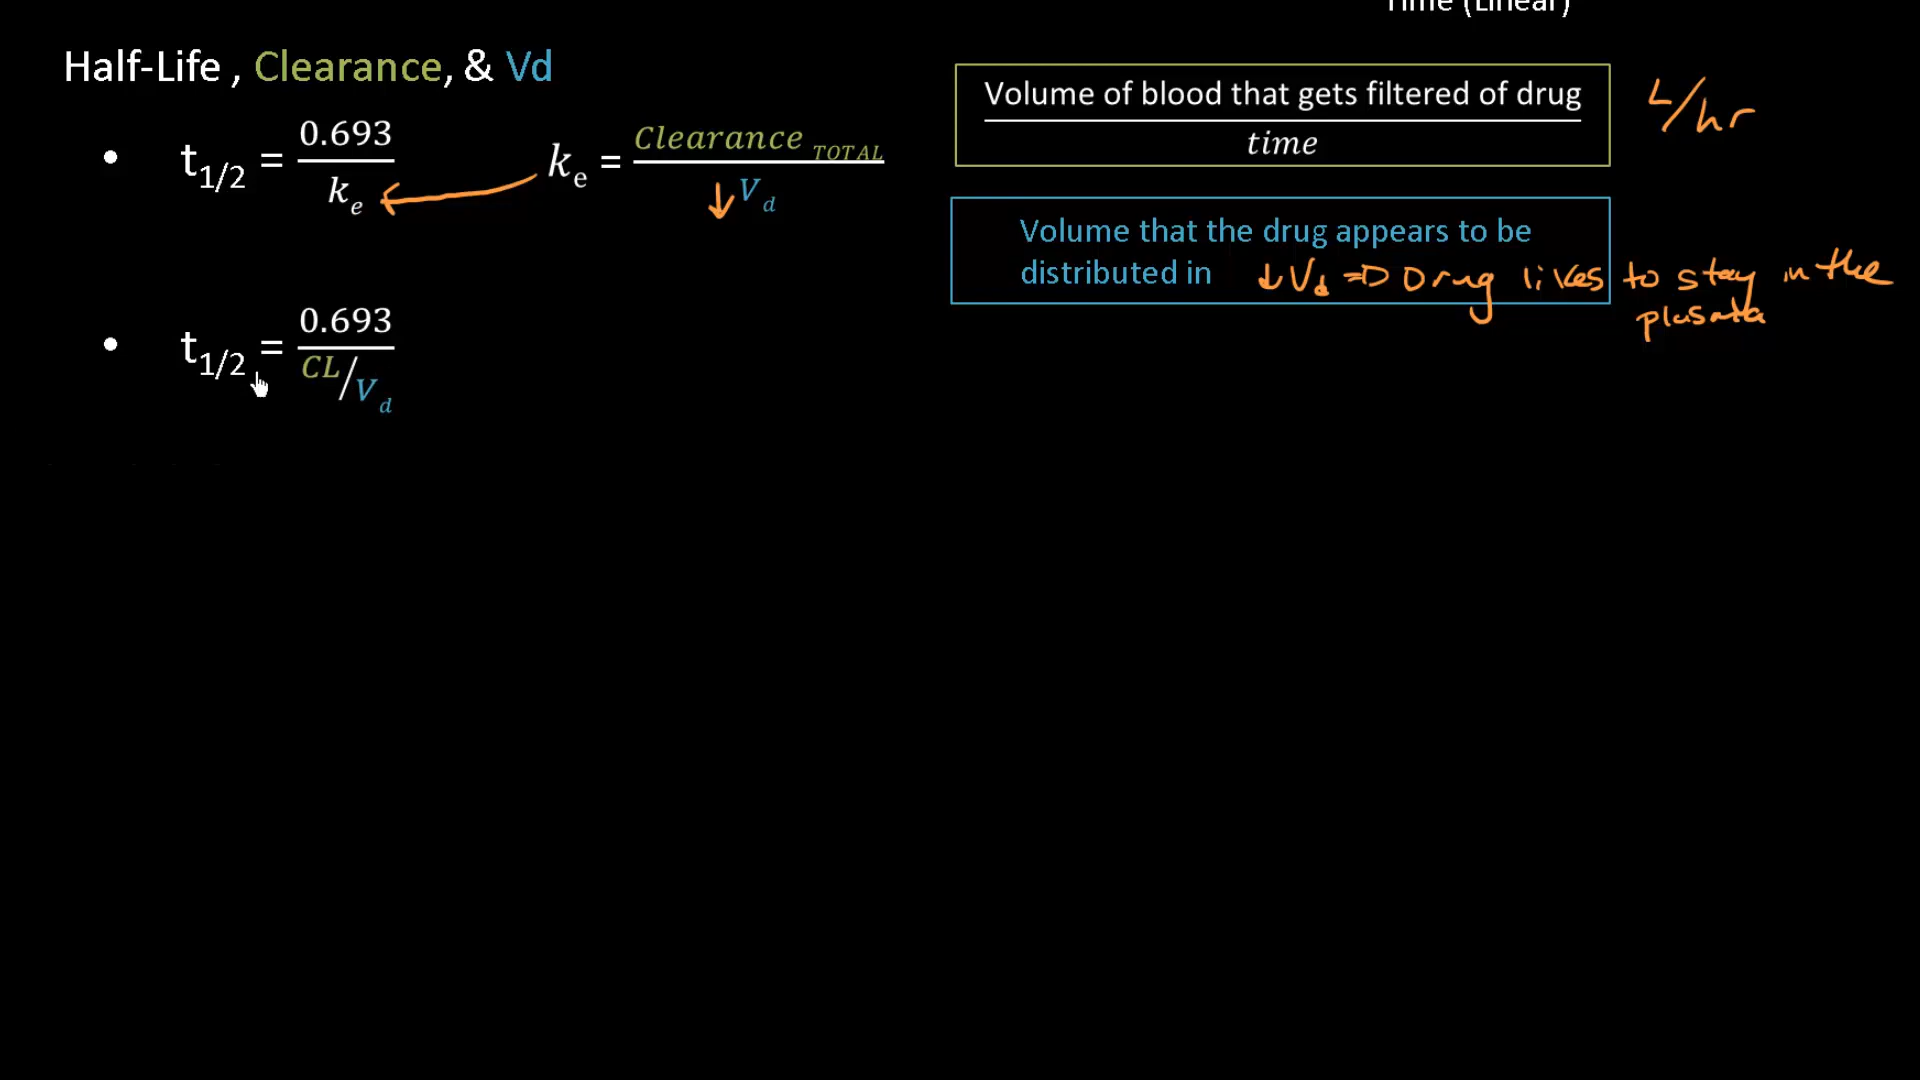 Time (Linear)
Half-Life , Clearance, & Vd
• t1/2 = 0.693 / ke
ke = Clearance TOTAL / ↓ Vd
Volume of blood that gets filtered of drug
time
L/hr
Volume that the drug appears to be
distributed in ↓ Vd => Drug likes to stay in the
plasma
• t1/2 = 0.693 / CL/Vd